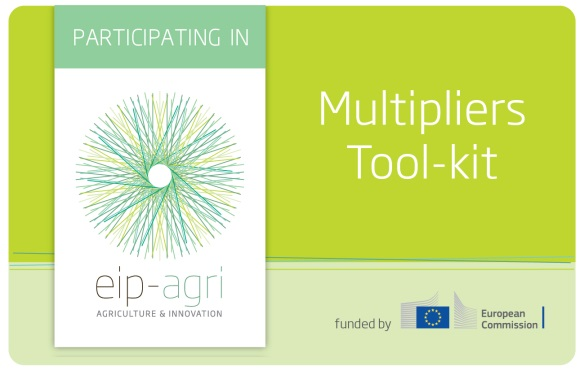 PARTICIPATING IN
eip-agri
AGRICULTURE & INNOVATION
Multipliers
Tool-kit
funded by
European
Commission